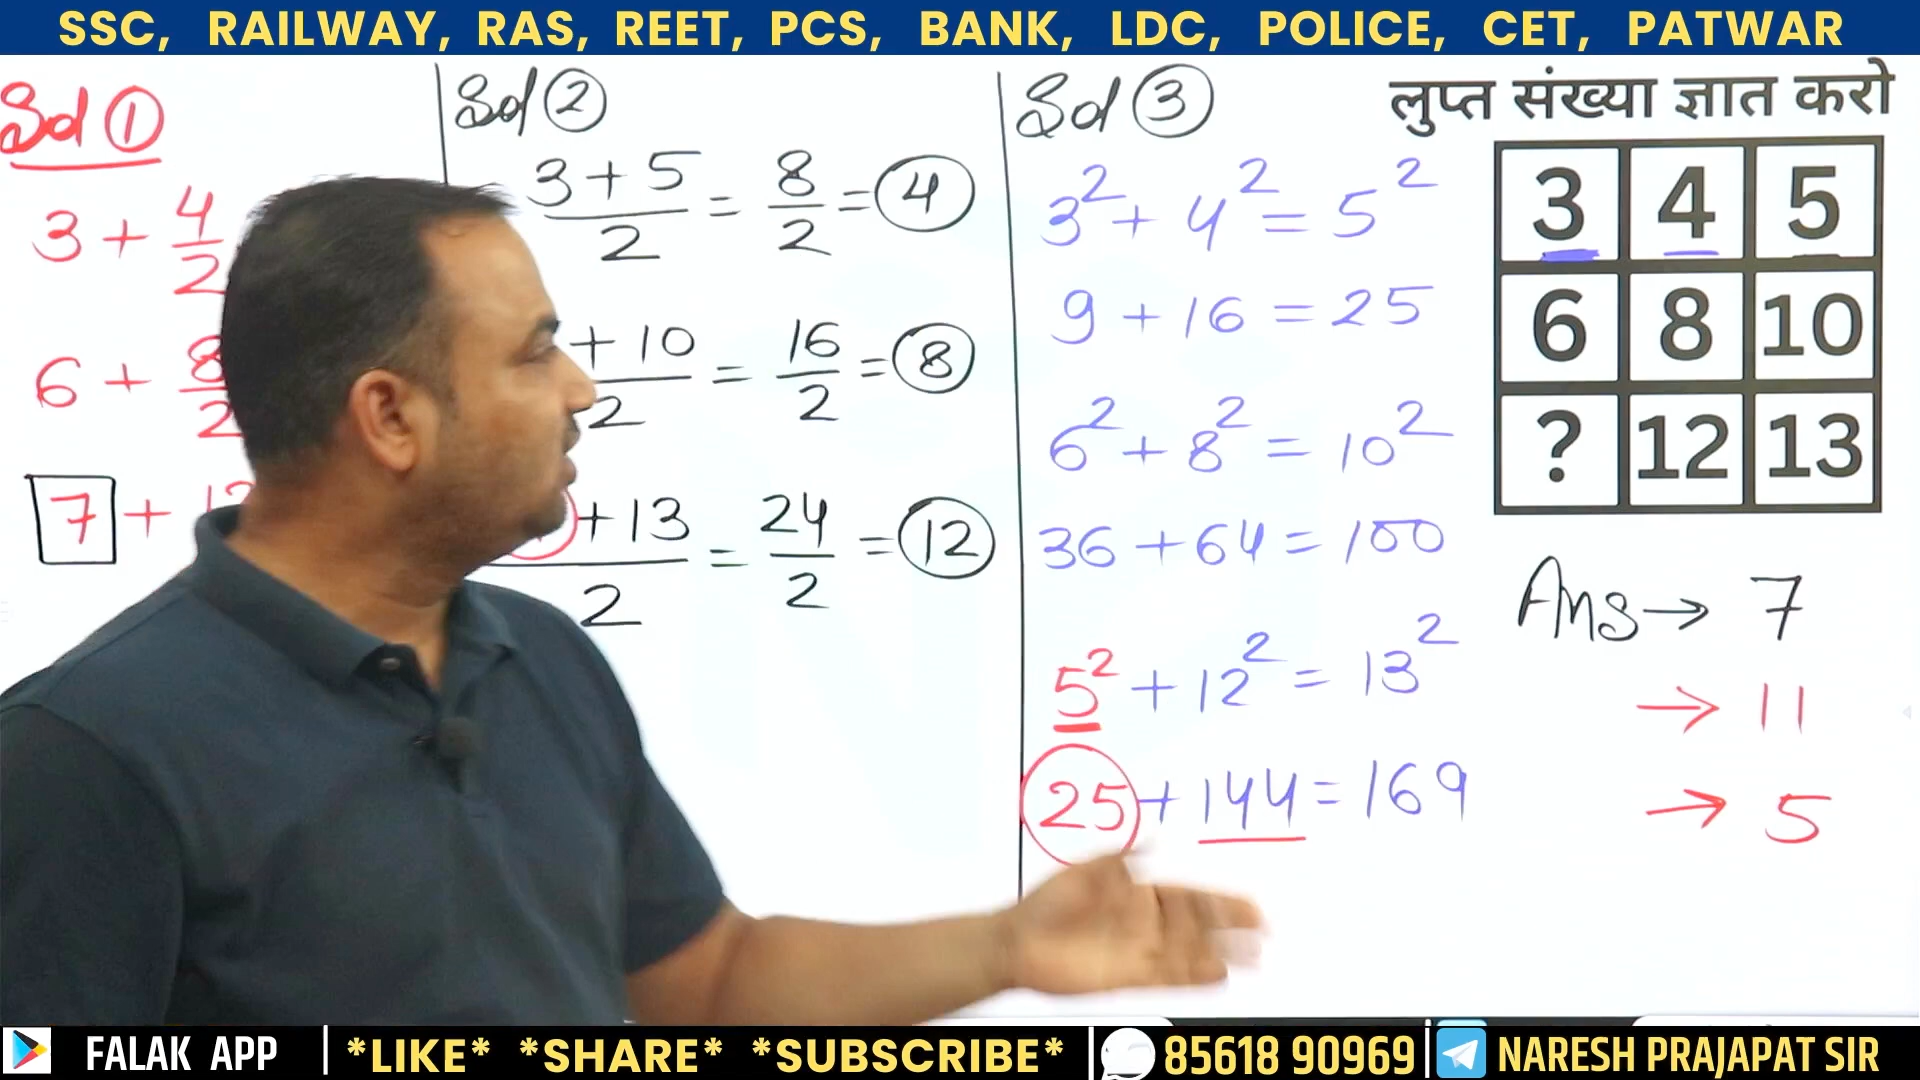 SSC, RAILWAY, RAS, REET, PCS, BANK, LDC, POLICE, CET, PATWAR
Sol ①
3 + 4/2
6 + 8/2
7 +
Sol ②
3 + 5 / 2 = 8/2 = 4
+ 10 / 2 = 16/2 = 8
+ 13 / 2 = 24/2 = 12
Sol ③
3² + 4² = 5²
9 + 16 = 25
6² + 8² = 10²
36 + 64 = 100
5² + 12² = 13²
25 + 144 = 169
लुप्त संख्या ज्ञात करो
3 4 5
6 8 10
? 12 13
Ans → 7
→ 11
→ 5
FALAK APP
*LIKE* *SHARE* *SUBSCRIBE*
85618 90969
NARESH PRAJAPAT SIR